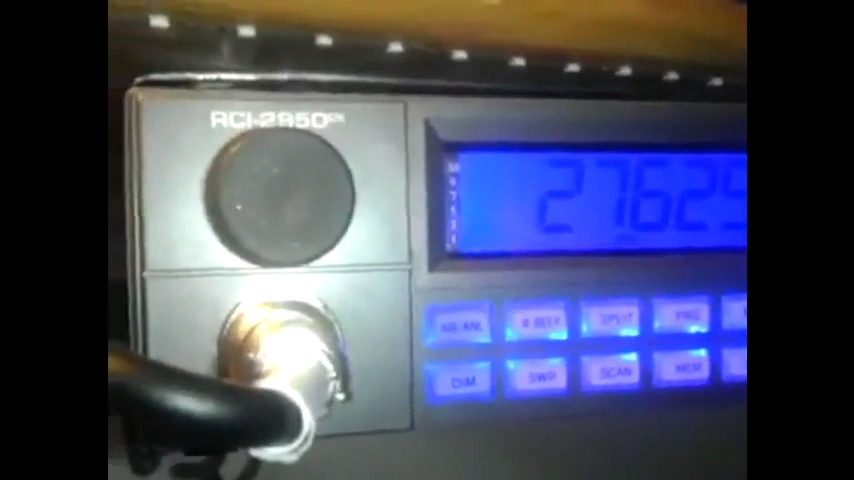 RCI-2950DX
27.625
NB/ANL R.BEEP SPLIT PRG
DIM SWR SCAN MEM